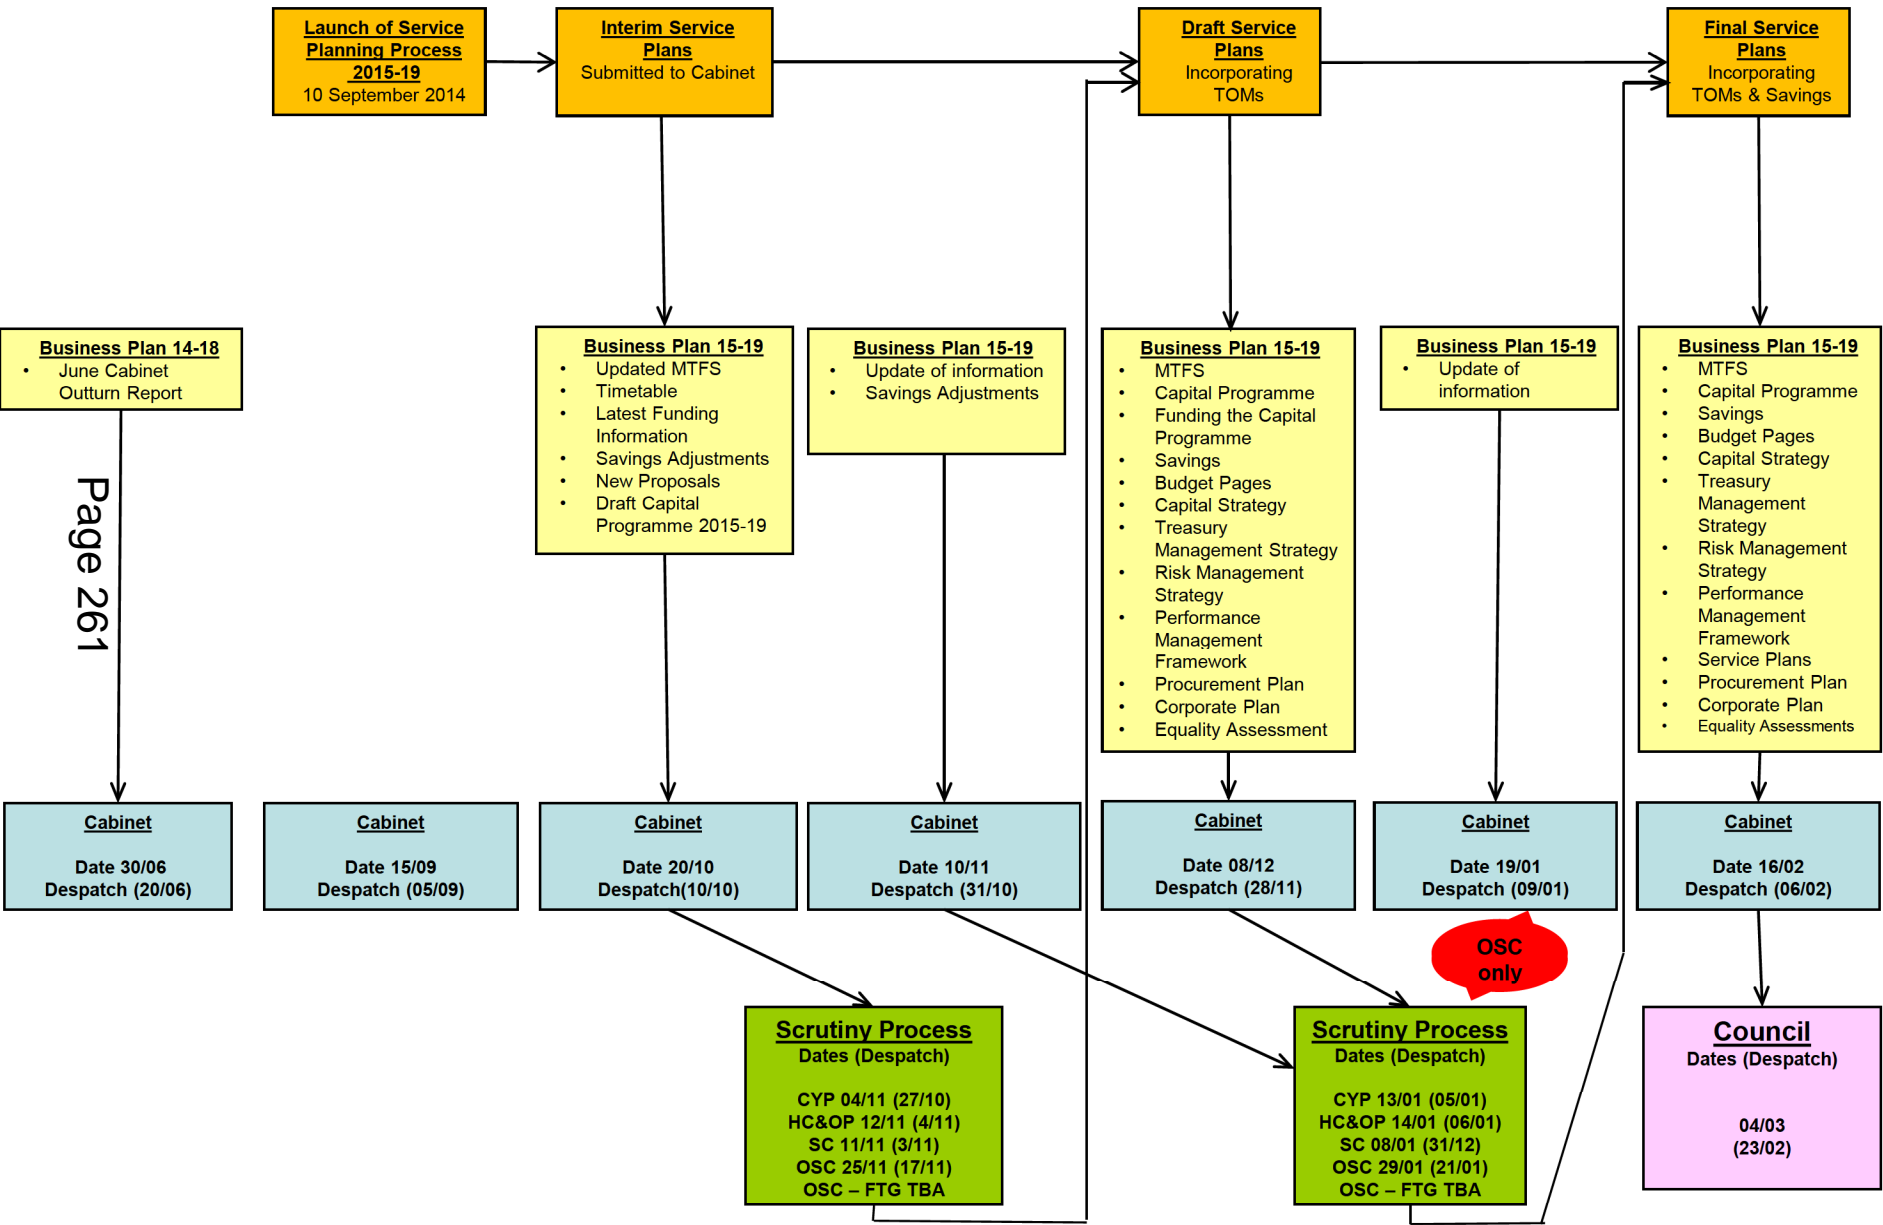 Launch of Service
Planning Process
2015-19
10 September 2014
Interim Service
Plans
Submitted to Cabinet
Draft Service
Plans
Incorporating
TOMs
Final Service
Plans
Incorporating
TOMs & Savings
Business Plan 14-18
• June Cabinet
Outturn Report
Business Plan 15-19
• Updated MTFS
• Timetable
• Latest Funding
Information
• Savings Adjustments
• New Proposals
• Draft Capital
Programme 2015-19
Business Plan 15-19
• Update of information
• Savings Adjustments
Business Plan 15-19
• MTFS
• Capital Programme
• Funding the Capital
Programme
• Savings
• Budget Pages
• Capital Strategy
• Treasury
Management Strategy
• Risk Management
Strategy
• Performance
Management
Framework
• Procurement Plan
• Corporate Plan
• Equality Assessment
Business Plan 15-19
• Update of
information
Business Plan 15-19
• MTFS
• Capital Programme
• Savings
• Budget Pages
• Capital Strategy
• Treasury
Management
Strategy
• Risk Management
Strategy
• Performance
Management
Framework
• Service Plans
• Procurement Plan
• Corporate Plan
• Equality Assessments
Page 261
Cabinet
Date 30/06
Despatch (20/06)
Cabinet
Date 15/09
Despatch (05/09)
Cabinet
Date 20/10
Despatch(10/10)
Cabinet
Date 10/11
Despatch (31/10)
Cabinet
Date 08/12
Despatch (28/11)
Cabinet
Date 19/01
Despatch (09/01)
Cabinet
Date 16/02
Despatch (06/02)
OSC
only
Scrutiny Process
Dates (Despatch)
CYP 04/11 (27/10)
HC&OP 12/11 (4/11)
SC 11/11 (3/11)
OSC 25/11 (17/11)
OSC – FTG TBA
Scrutiny Process
Dates (Despatch)
CYP 13/01 (05/01)
HC&OP 14/01 (06/01)
SC 08/01 (31/12)
OSC 29/01 (21/01)
OSC – FTG TBA
Council
Dates (Despatch)
04/03
(23/02)